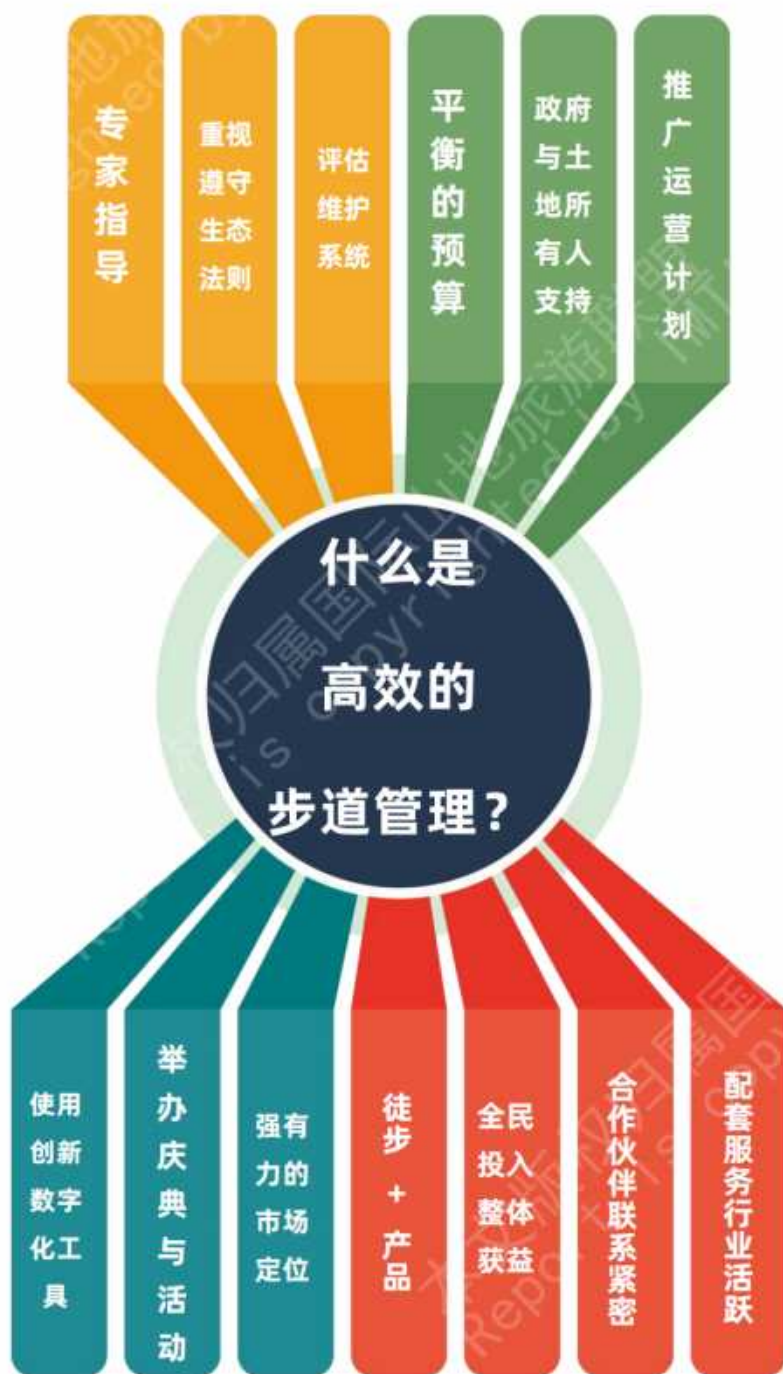 专家指导
重视
遵守
生态
法则
评估
维护
系统
平衡的预算
政府
与土
地所
有人
支持
推广运营计划
什么是
高效的
步道管理？
使用
创新
数字
化工
具
举办庆典与活动
强有
力的
市场
定位
徒步+产品
全民
投入
整体
获益
合作伙伴联系紧密
配套服务行业活跃